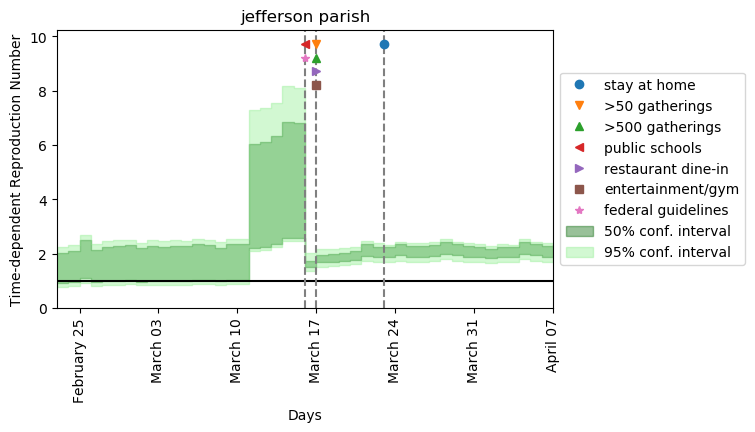 jefferson parish
Time-dependent Reproduction Number
10
8
6
4
2
0
February 25
March 03
March 10
March 17
March 24
March 31
April 07
Days
stay at home
>50 gatherings
>500 gatherings
public schools
restaurant dine-in
entertainment/gym
federal guidelines
50% conf. interval
95% conf. interval